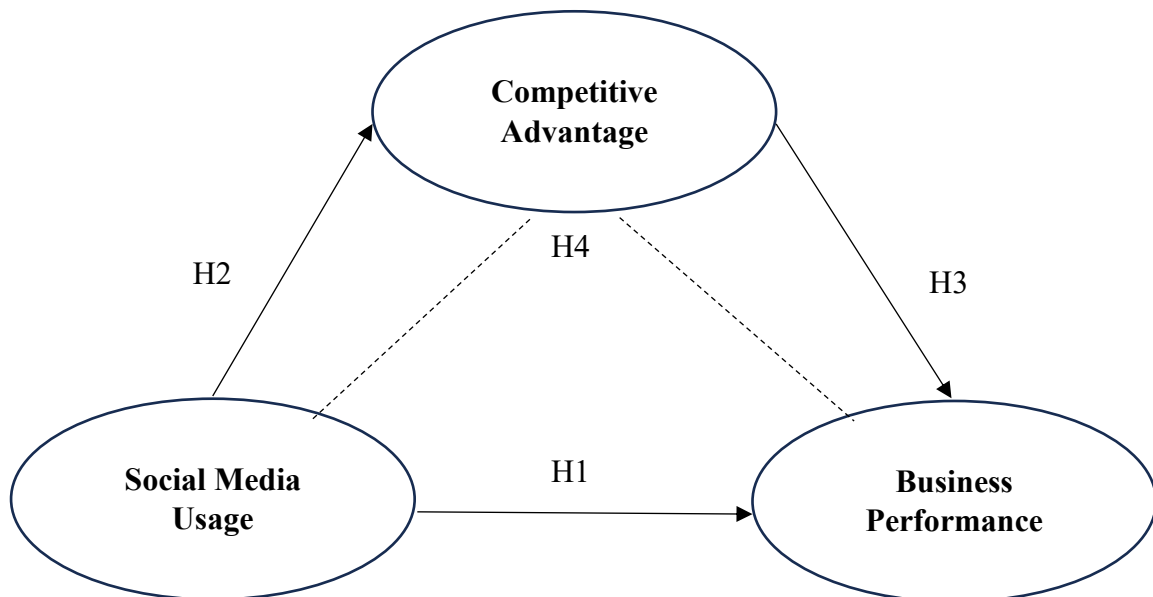 Competitive
Advantage
H4
H2
H3
H1
Social Media
Usage
Business
Performance